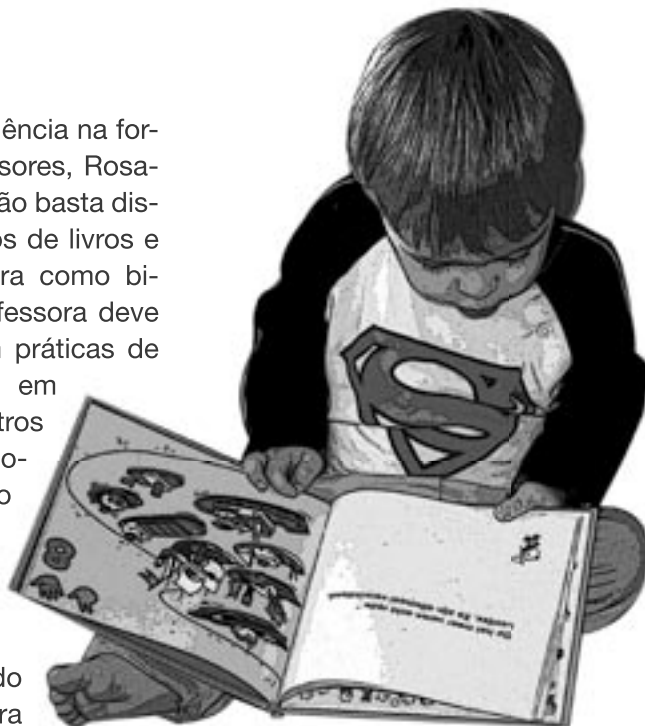 ência na for-
sores, Rosa-
ão basta dis-
os de livros e
ra como bi-
fessora deve
n práticas de
em
tros
o-
o
do
ra